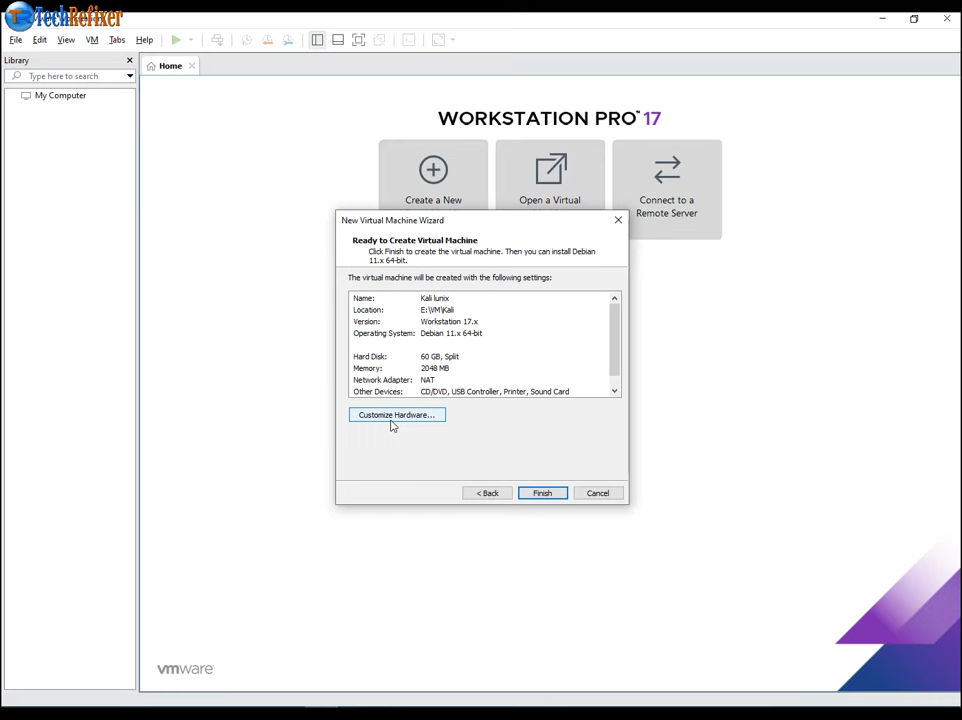 TechRefixer
File Edit View VM Tabs Help
Library
Type here to search
My Computer
Home
WORKSTATION PRO™ 17
Create a New
Open a Virtual
Connect to a
Remote Server
New Virtual Machine Wizard
Ready to Create Virtual Machine
Click Finish to create the virtual machine. Then you can install Debian
11.x 64-bit.
The virtual machine will be created with the following settings:
Name: Kali lunix
Location: E:\VM\Kali
Version: Workstation 17.x
Operating System: Debian 11.x 64-bit
Hard Disk: 60 GB, Split
Memory: 2048 MB
Network Adapter: NAT
Other Devices: CD/DVD, USB Controller, Printer, Sound Card
Customize Hardware...
< Back
Finish
Cancel
vmware